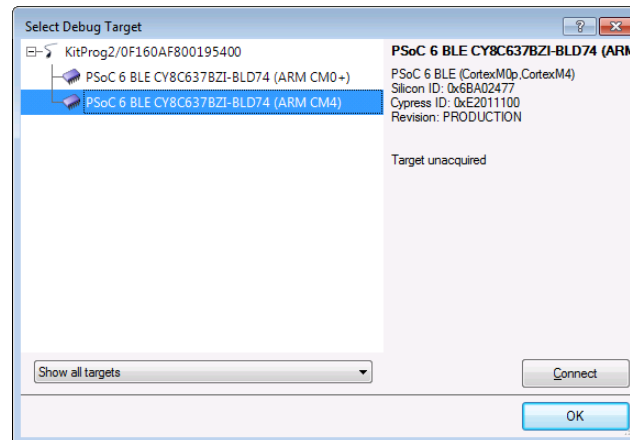 Select Debug Target
KitProg2/0F160AF800195400
PSoC 6 BLE CY8C637BZI-BLD74 (ARM CM0+)
PSoC 6 BLE CY8C637BZI-BLD74 (ARM CM4)
PSoC 6 BLE CY8C637BZI-BLD74 (ARM
PSoC 6 BLE (CortexM0p,CortexM4)
Silicon ID: 0x6BA02477
Cypress ID: 0xE2011100
Revision: PRODUCTION
Target unacquired
Show all targets
Connect
OK